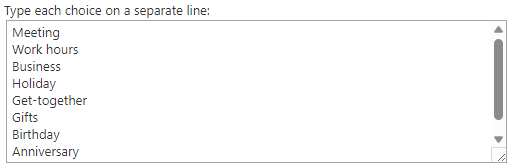 Type each choice on a separate line:
Meeting
Work hours
Business
Holiday
Get-together
Gifts
Birthday
Anniversary